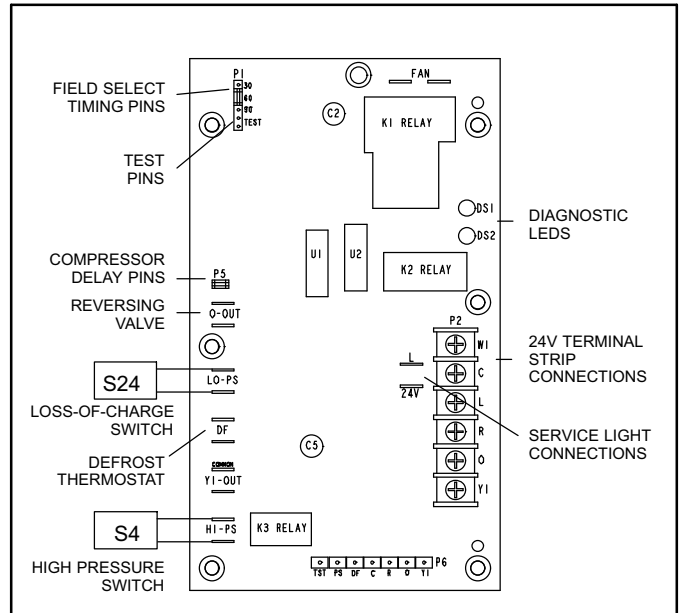 FIELD SELECT
TIMING PINS
TEST
PINS
COMPRESSOR
DELAY PINS
REVERSING
VALVE
S24
LOSS-OF-CHARGE
SWITCH
DEFROST
THERMOSTAT
S4
HIGH PRESSURE
SWITCH
P1
30
60
90
TEST
FAN
C2
K1 RELAY
DS1
DS2
DIAGNOSTIC
LEDS
U1
U2
K2 RELAY
P5
O-OUT
LO-PS
DF
COMMON
Y1-OUT
HI-PS
K3 RELAY
C5
L
24V
P2
W1
C
L
R
O
Y1
24V TERMINAL
STRIP
CONNECTIONS
SERVICE LIGHT
CONNECTIONS
P6
TST PS DF C R O Y1